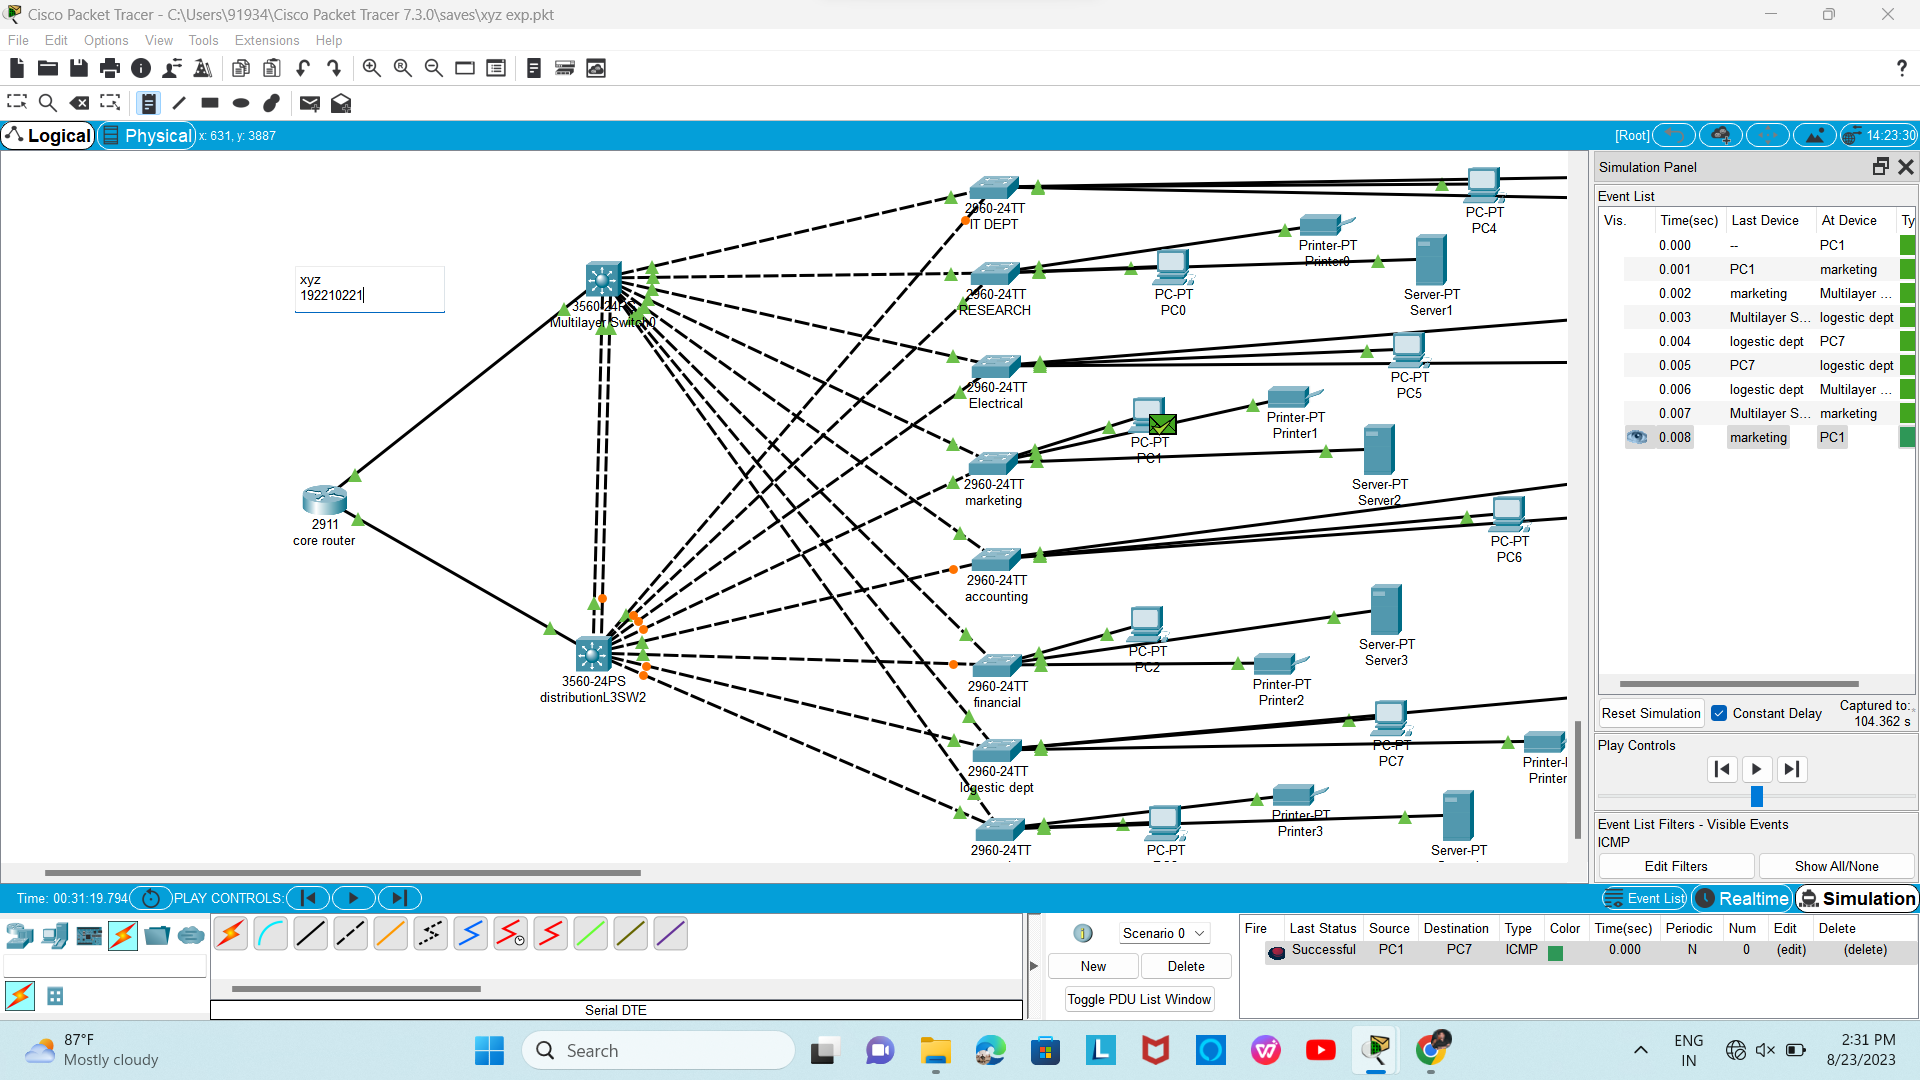 Cisco Packet Tracer - C:\Users\91934\Cisco Packet Tracer 7.3.0\saves\xyz exp.pkt
File Edit Options View Tools Extensions Help
Logical Physical x: 631, y: 3887
[Root] 14:23:30
xyz
192210221
3560-24PS
Multilayer Switch0
2911
core router
3560-24PS
distributionL3SW2
2960-24TT
IT DEPT
2960-24TT
RESEARCH
2960-24TT
Electrical
2960-24TT
marketing
2960-24TT
accounting
2960-24TT
financial
2960-24TT
logestic dept
2960-24TT
PC-PT
PC4
Printer-PT
Printer0
PC-PT
PC0
Server-PT
Server1
PC-PT
PC5
Printer-PT
Printer1
PC-PT
PC1
Server-PT
Server2
PC-PT
PC6
PC-PT
PC2
Server-PT
Server3
Printer-PT
Printer2
PC-PT
PC7
Printer-
Printer
Printer-PT
Printer3
PC-PT
Server-PT
Simulation Panel
Event List
Vis. Time(sec) Last Device At Device Ty
0.000 -- PC1
0.001 PC1 marketing
0.002 marketing Multilayer ...
0.003 Multilayer S... logestic dept
0.004 logestic dept PC7
0.005 PC7 logestic dept
0.006 logestic dept Multilayer ...
0.007 Multilayer S... marketing
0.008 marketing PC1
Reset Simulation Constant Delay Captured to:
104.362 s
Play Controls
Event List Filters - Visible Events
ICMP
Edit Filters Show All/None
Time: 00:31:19.794 PLAY CONTROLS:
Event List Realtime Simulation
Serial DTE
Scenario 0
New Delete
Toggle PDU List Window
Fire Last Status Source Destination Type Color Time(sec) Periodic Num Edit Delete
Successful PC1 PC7 ICMP 0.000 N 0 (edit) (delete)
87°F
Mostly cloudy
Search
ENG
IN
2:31 PM
8/23/2023